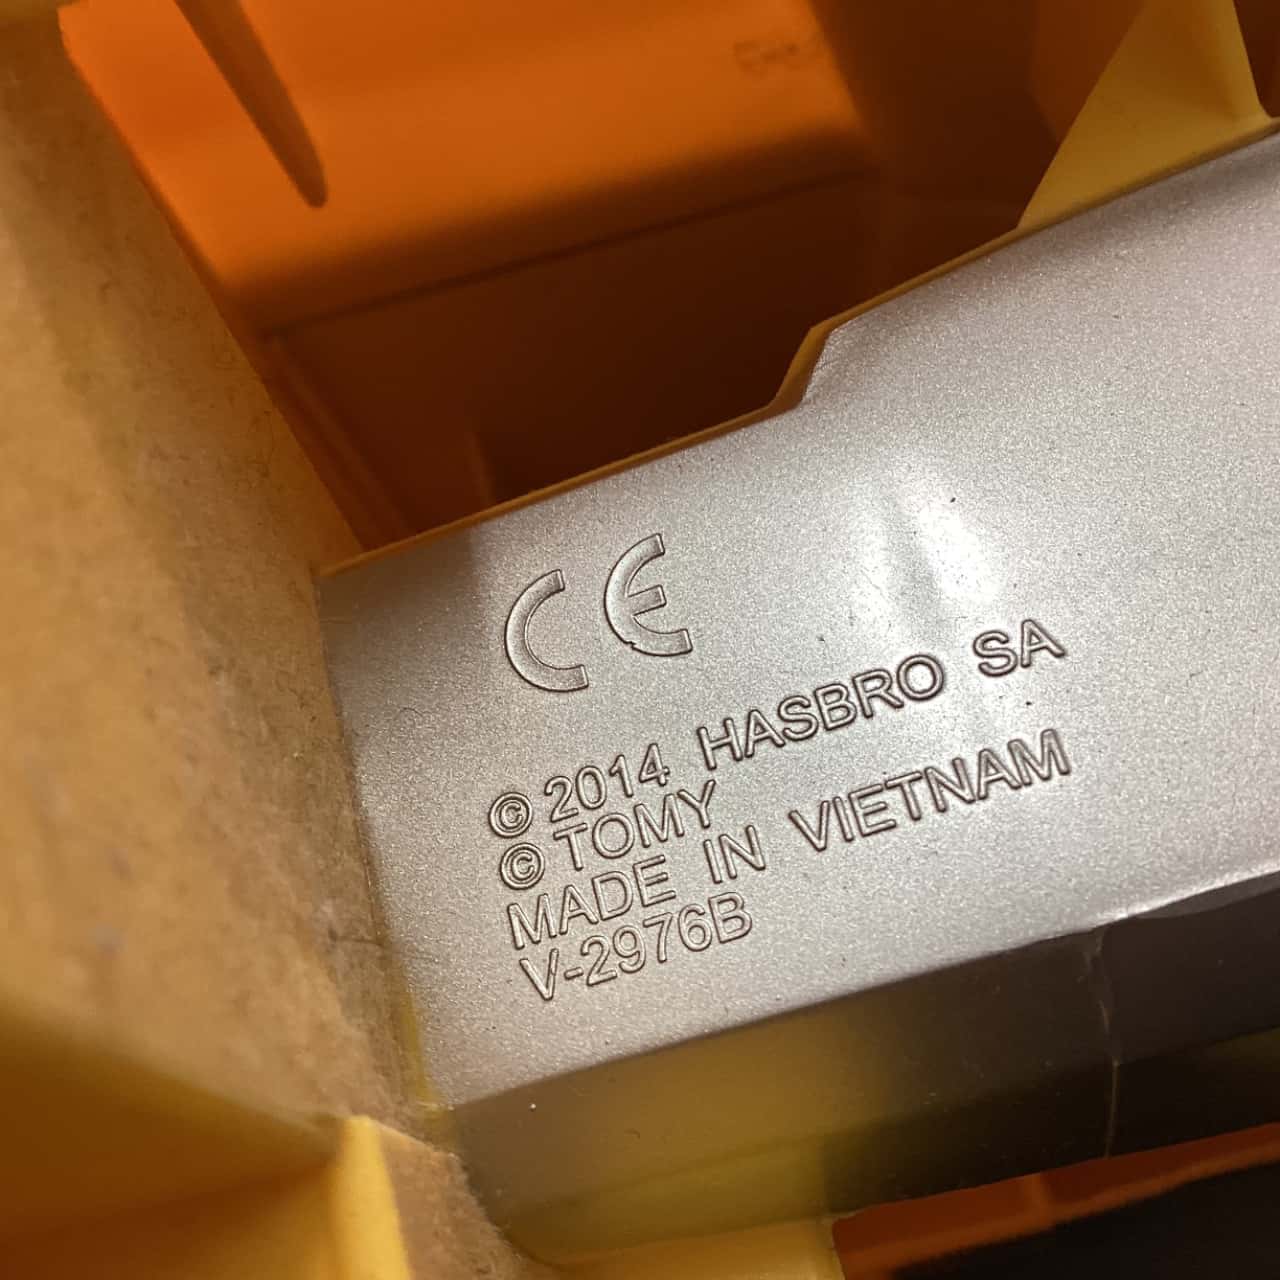 CE
© 2014 HASBRO SA
© TOMY
MADE IN VIETNAM
V-2976B